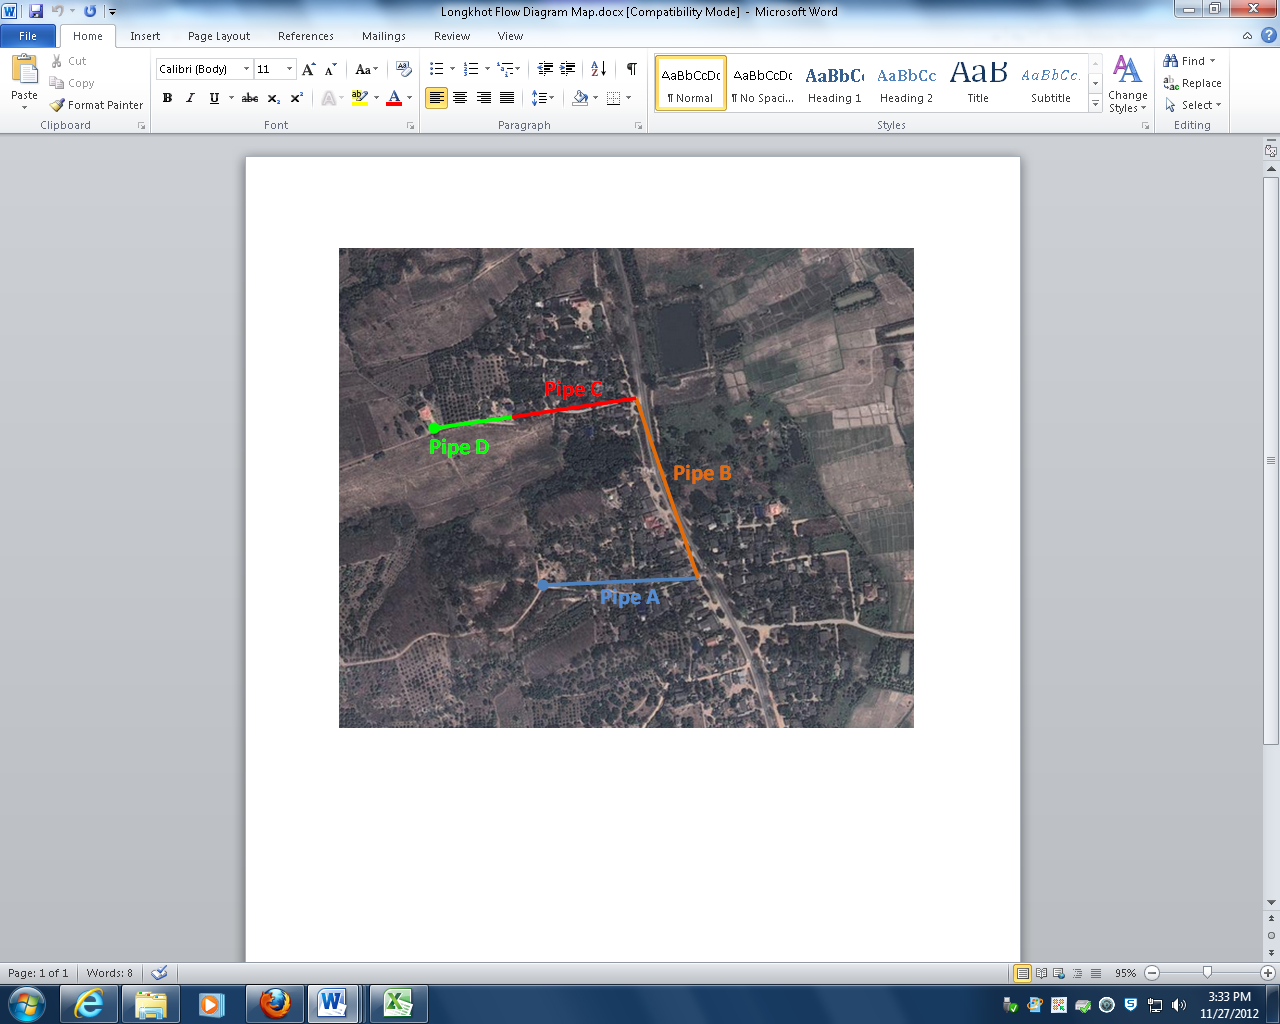 Longkhot Flow Diagram Map.docx [Compatibility Mode] - Microsoft Word
File Home Insert Page Layout References Mailings Review View
Paste
Cut
Copy
Format Painter
Clipboard
Calibri (Body) 11
Font
Paragraph
AaBbCcDc AaBbCcDc AaBbC AaBbCc AaB AaBbCc.
¶ Normal ¶ No Spaci... Heading 1 Heading 2 Title Subtitle
Change Styles
Styles
Find
Replace
Select
Editing
Pipe C
Pipe D
Pipe B
Pipe A
Page: 1 of 1 Words: 8 95%
3:33 PM
11/27/2012